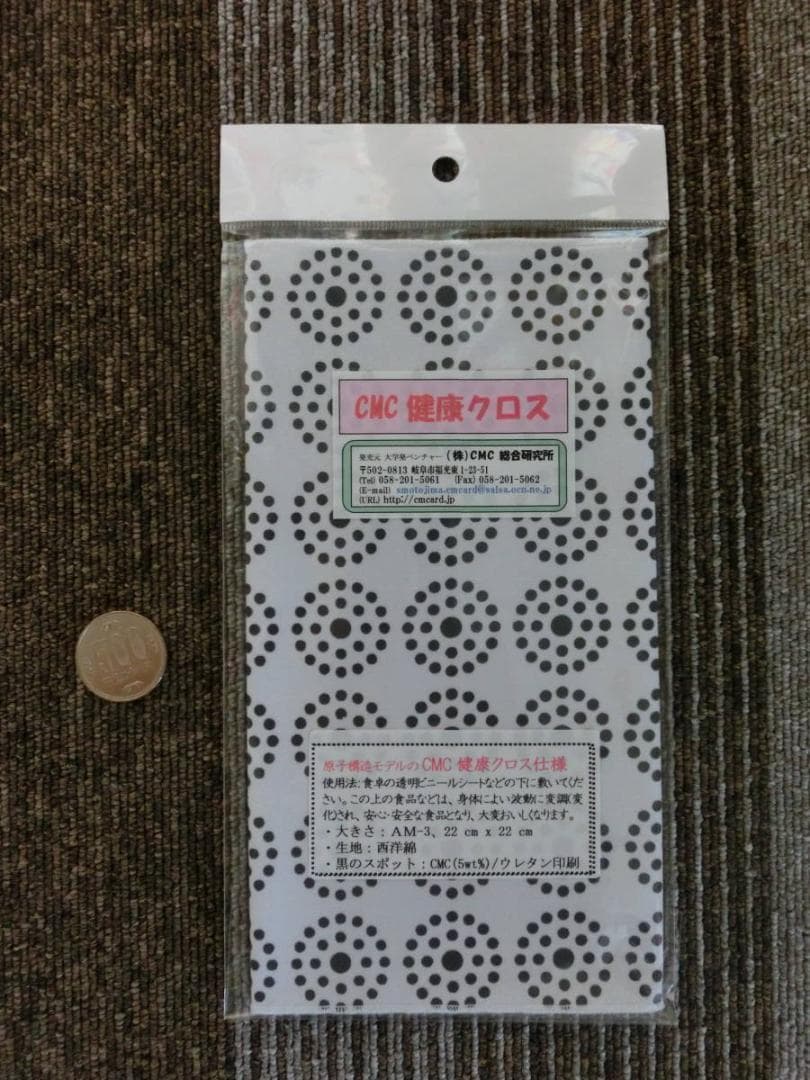 CMC 健康クロス
発売元 大学発ベンチャー (株)CMC 総合研究所
〒502-0813 岐阜市福光東 1-23-51
(Tel) 058-201-5061 (Fax) 058-201-5062
(E-mail) smotojima.cmcard@salsa.ocn.ne.jp
(URL) http://cmcard.jp
500
原子構造モデルのCMC 健康クロス仕様
使用法:食卓の透明ビニールシートなどの下に敷いてくだ
さい。この上の食品などは、身体によい波動に変調(変
化)され、安心・安全な食品となり、大変おいしくなります。
・大きさ:AM-3、22 cm x 22 cm
・生地:西洋綿
・黒のスポット:CMC(5wt%)/ウレタン印刷